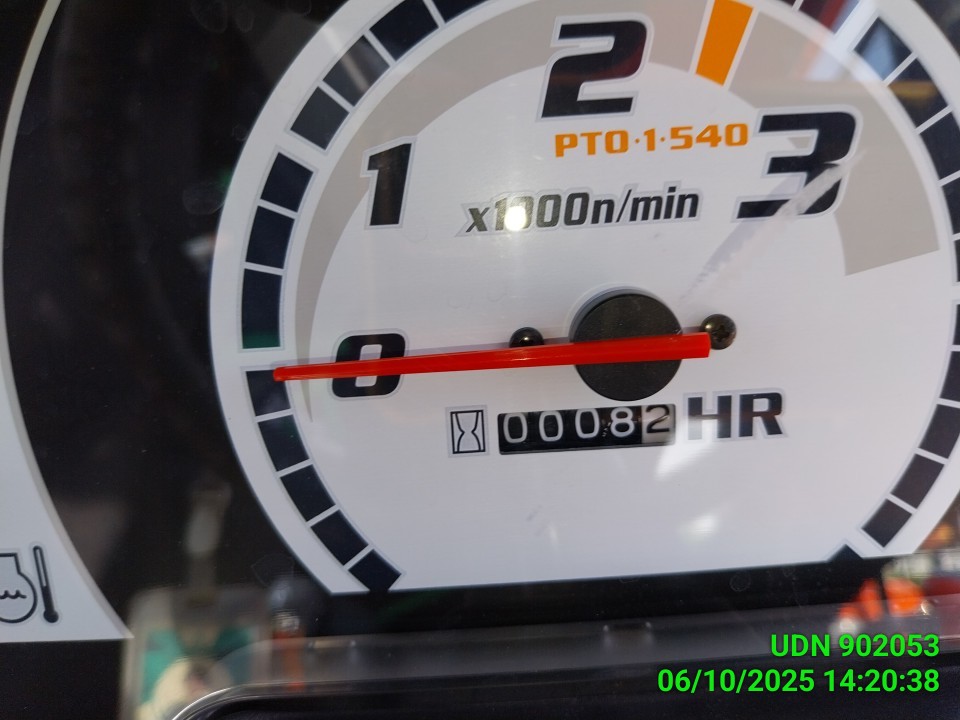 2
PTO·1·540
1
3
x1000n/min
0
00082 HR
UDN 902053
06/10/2025 14:20:38